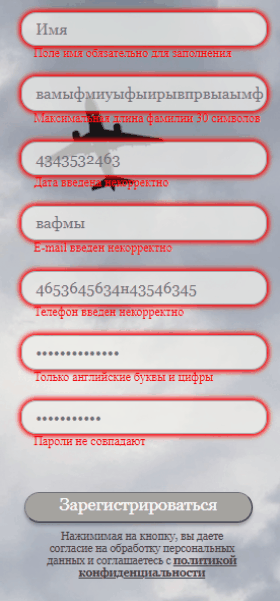 Имя
Поле имя обязательно для заполнения
вамыфмиуыфыирывпрвыаымф
Максимальная длина фамилии 30 символов
4343532463
Дата введена некорректно
вафмы
E-mail введен некорректно
4653645634н43546345
Телефон введен некорректно
•••••••••••••••
Только английские буквы и цифры
•••••••••••
Пароли не совпадают
Зарегистрироваться
Нажимимая на кнопку, вы даете
согласие на обработку персональных
данных и соглашаетесь с политикой
конфиденциальности